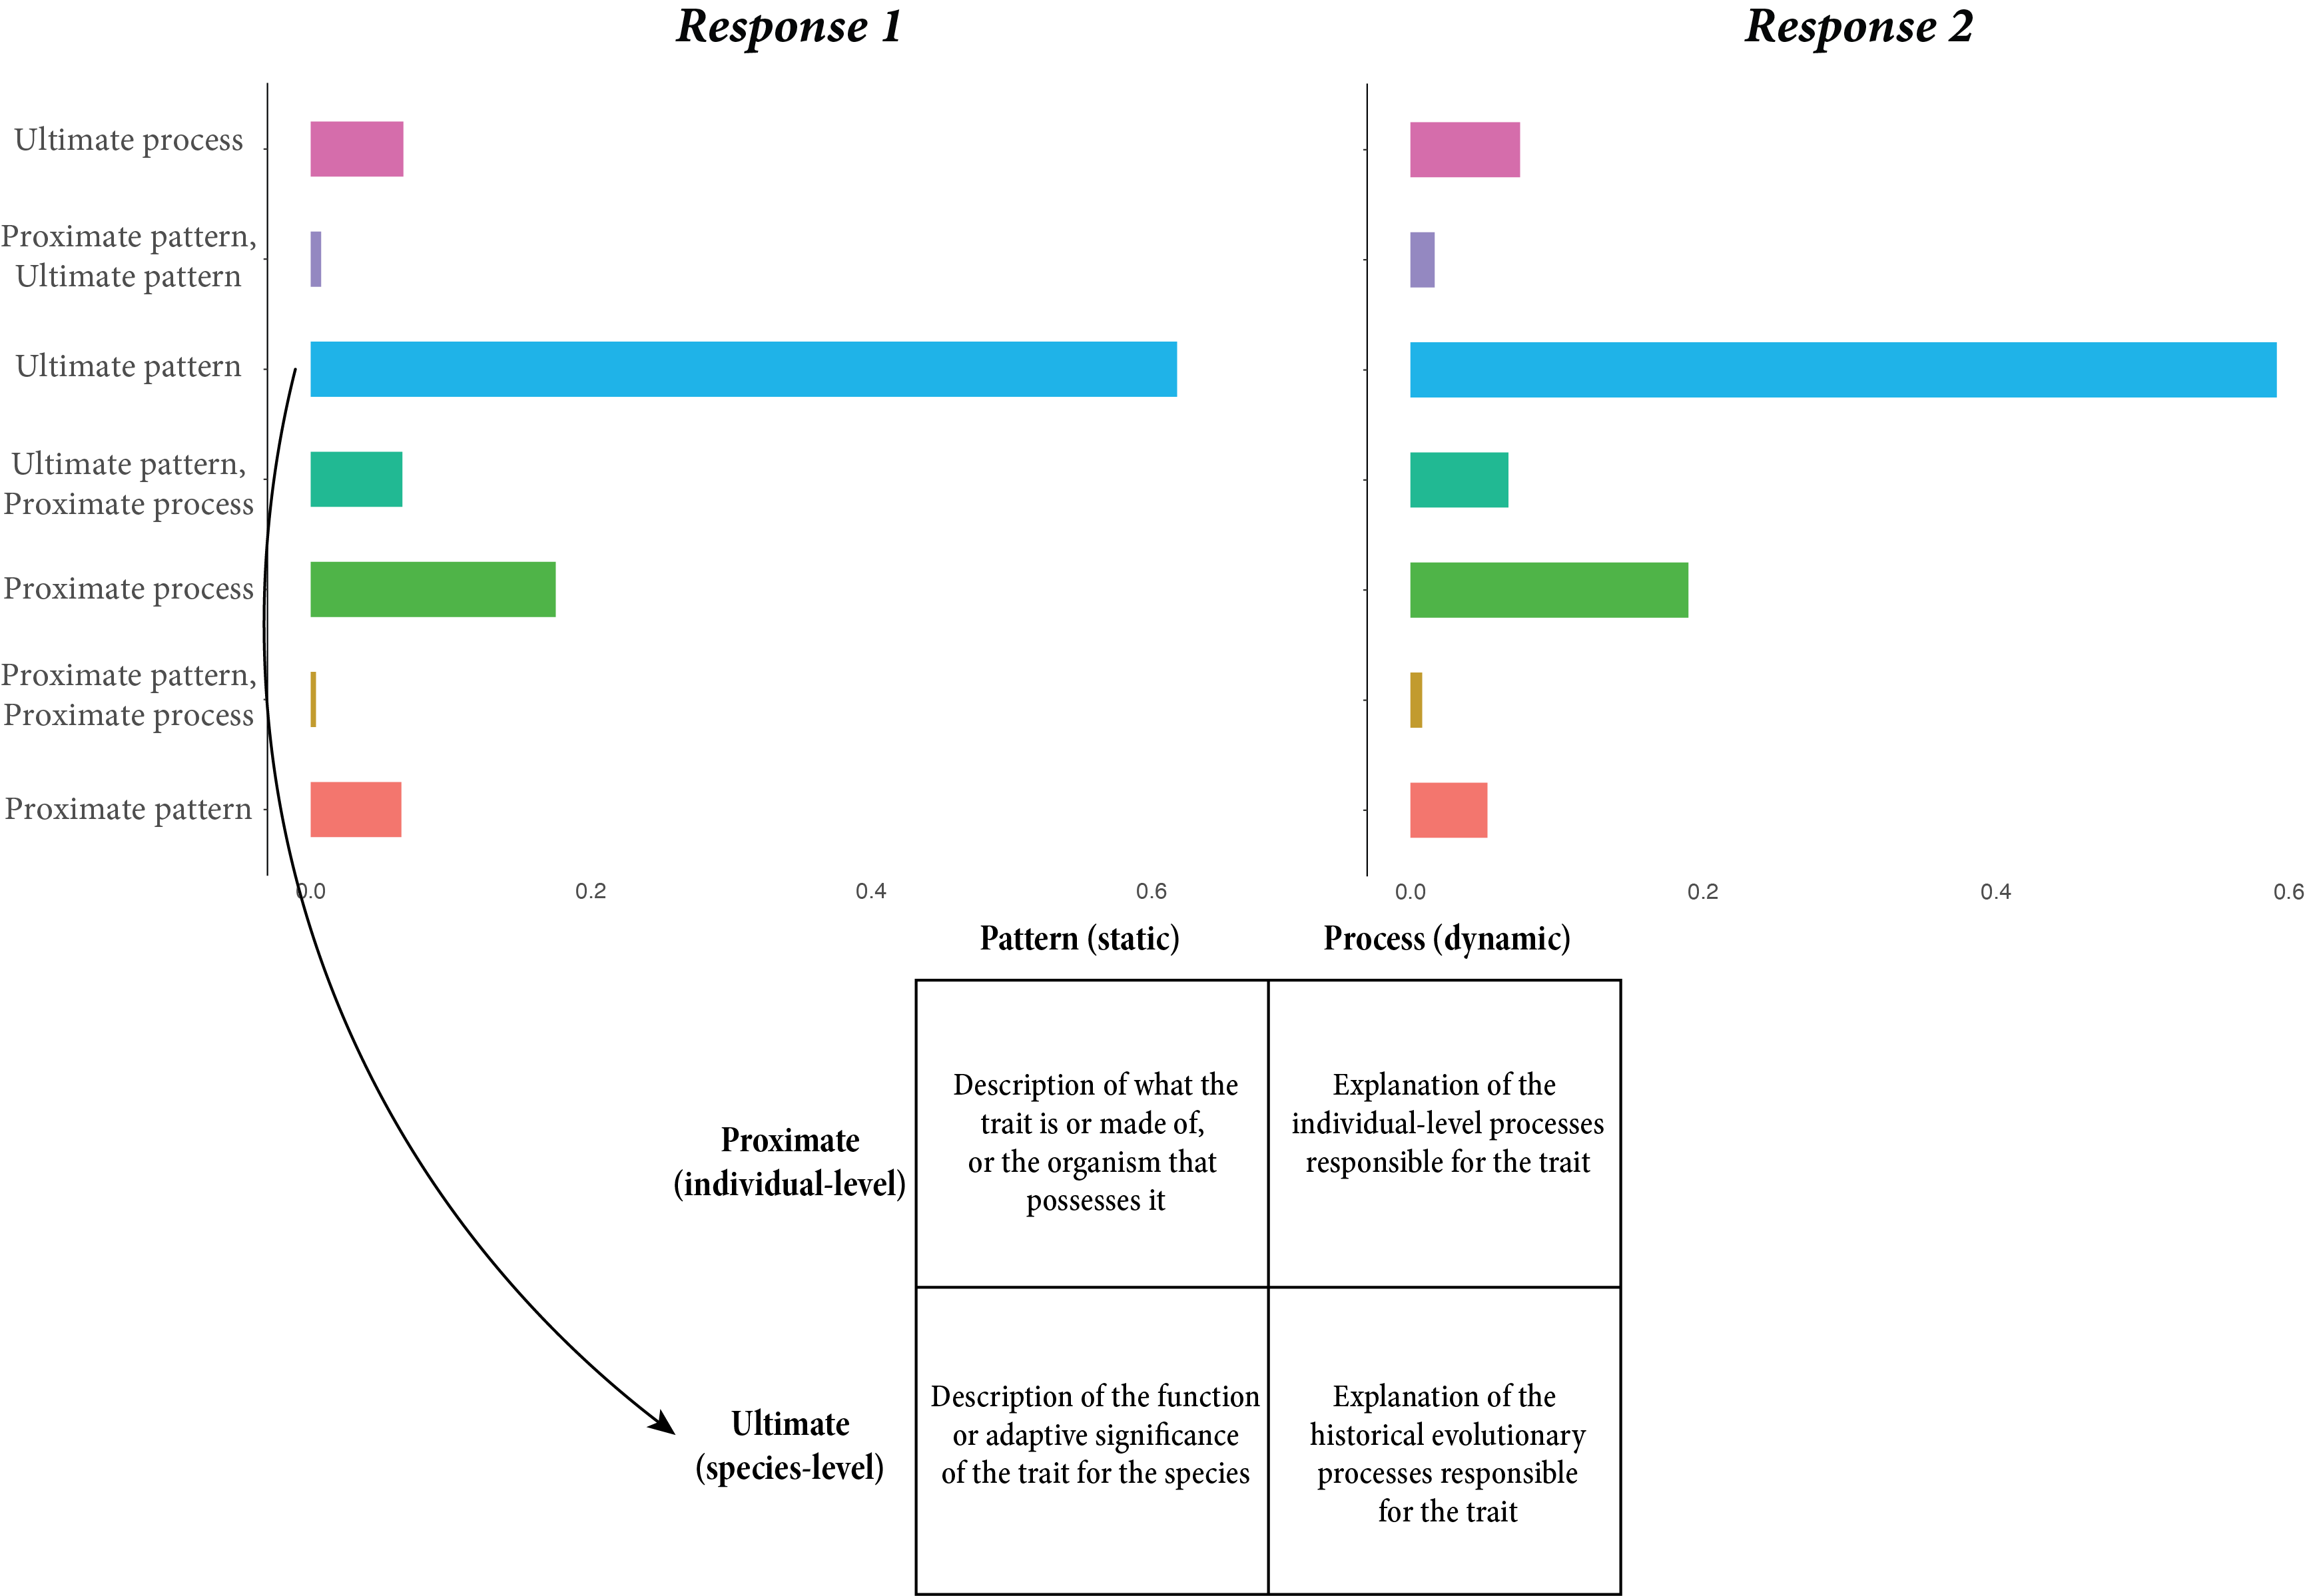 Response 1
Response 2
Ultimate process
Proximate pattern,
Ultimate pattern
Ultimate pattern
Ultimate pattern,
Proximate process
Proximate process
Proximate pattern,
Proximate process
Proximate pattern
0.0 0.2 0.4 0.6
0.0 0.2 0.4 0.6
Pattern (static)
Process (dynamic)
Proximate
(individual-level)
Description of what the
trait is or made of,
or the organism that
possesses it
Explanation of the
individual-level processes
responsible for the trait
Ultimate
(species-level)
Description of the function
or adaptive significance
of the trait for the species
Explanation of the
historical evolutionary
processes responsible
for the trait